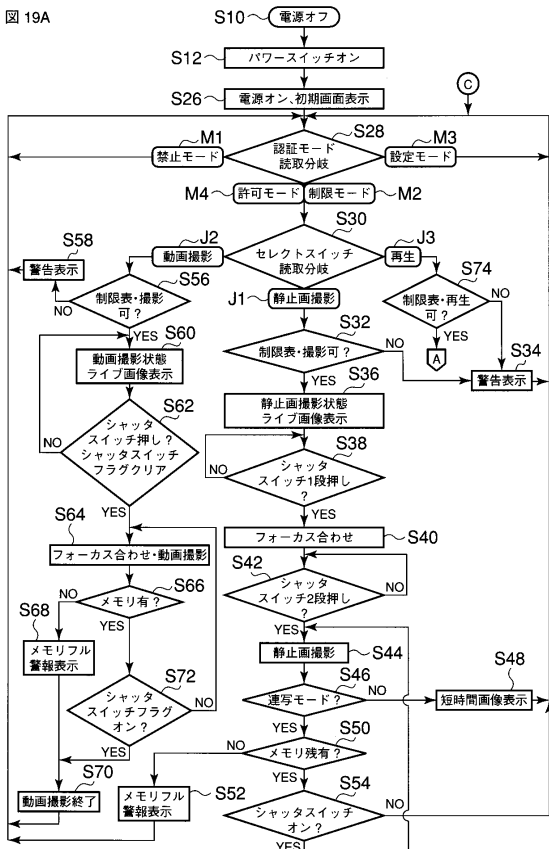 図 19A
S10
電源オフ
S12
パワースイッチオン
C
S26
電源オン、初期画面表示
S28
M1
禁止モード
認証モード
読取分岐
M3
設定モード
M4
許可モード
制限モード
M2
S30
J2
動画撮影
セレクトスイッチ
読取分岐
J3
再生
S58
警告表示
S56
制限表・撮影
可?
NO
YES
J1
静止画撮影
S74
制限表・再生
可?
NO
YES
A
S32
制限表・撮影可?
NO
YES
S34
警告表示
S60
動画撮影状態
ライブ画像表示
S36
静止画撮影状態
ライブ画像表示
S62
シャッタ
スイッチ押し?
シャッタスイッチ
フラグクリア
NO
YES
S38
シャッタ
スイッチ1段押し
?
NO
YES
S64
フォーカス合わせ・動画撮影
S40
フォーカス合わせ
S66
メモリ有?
NO
YES
S42
シャッタ
スイッチ2段押し
?
NO
YES
S68
メモリフル
警報表示
S44
静止画撮影
S72
シャッタ
スイッチフラグ
オン?
NO
YES
S46
連写モード?
NO
YES
S48
短時間画像表示
S50
メモリ残有?
NO
YES
S70
動画撮影終了
S52
メモリフル
警報表示
S54
シャッタスイッチ
オン?
NO
YES